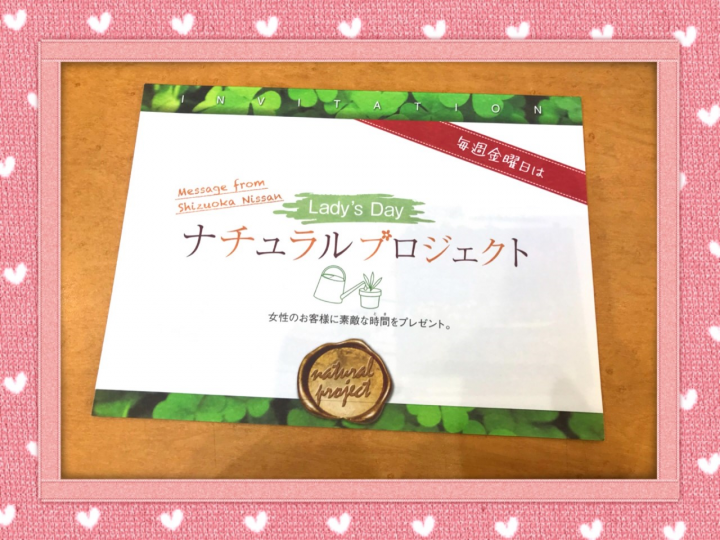 INVITATION
毎週金曜日は
Message from
Shizuoka Nissan
Lady's Day
ナチュラルプロジェクト
女性のお客様に素敵な時間をプレゼント。
natural
project